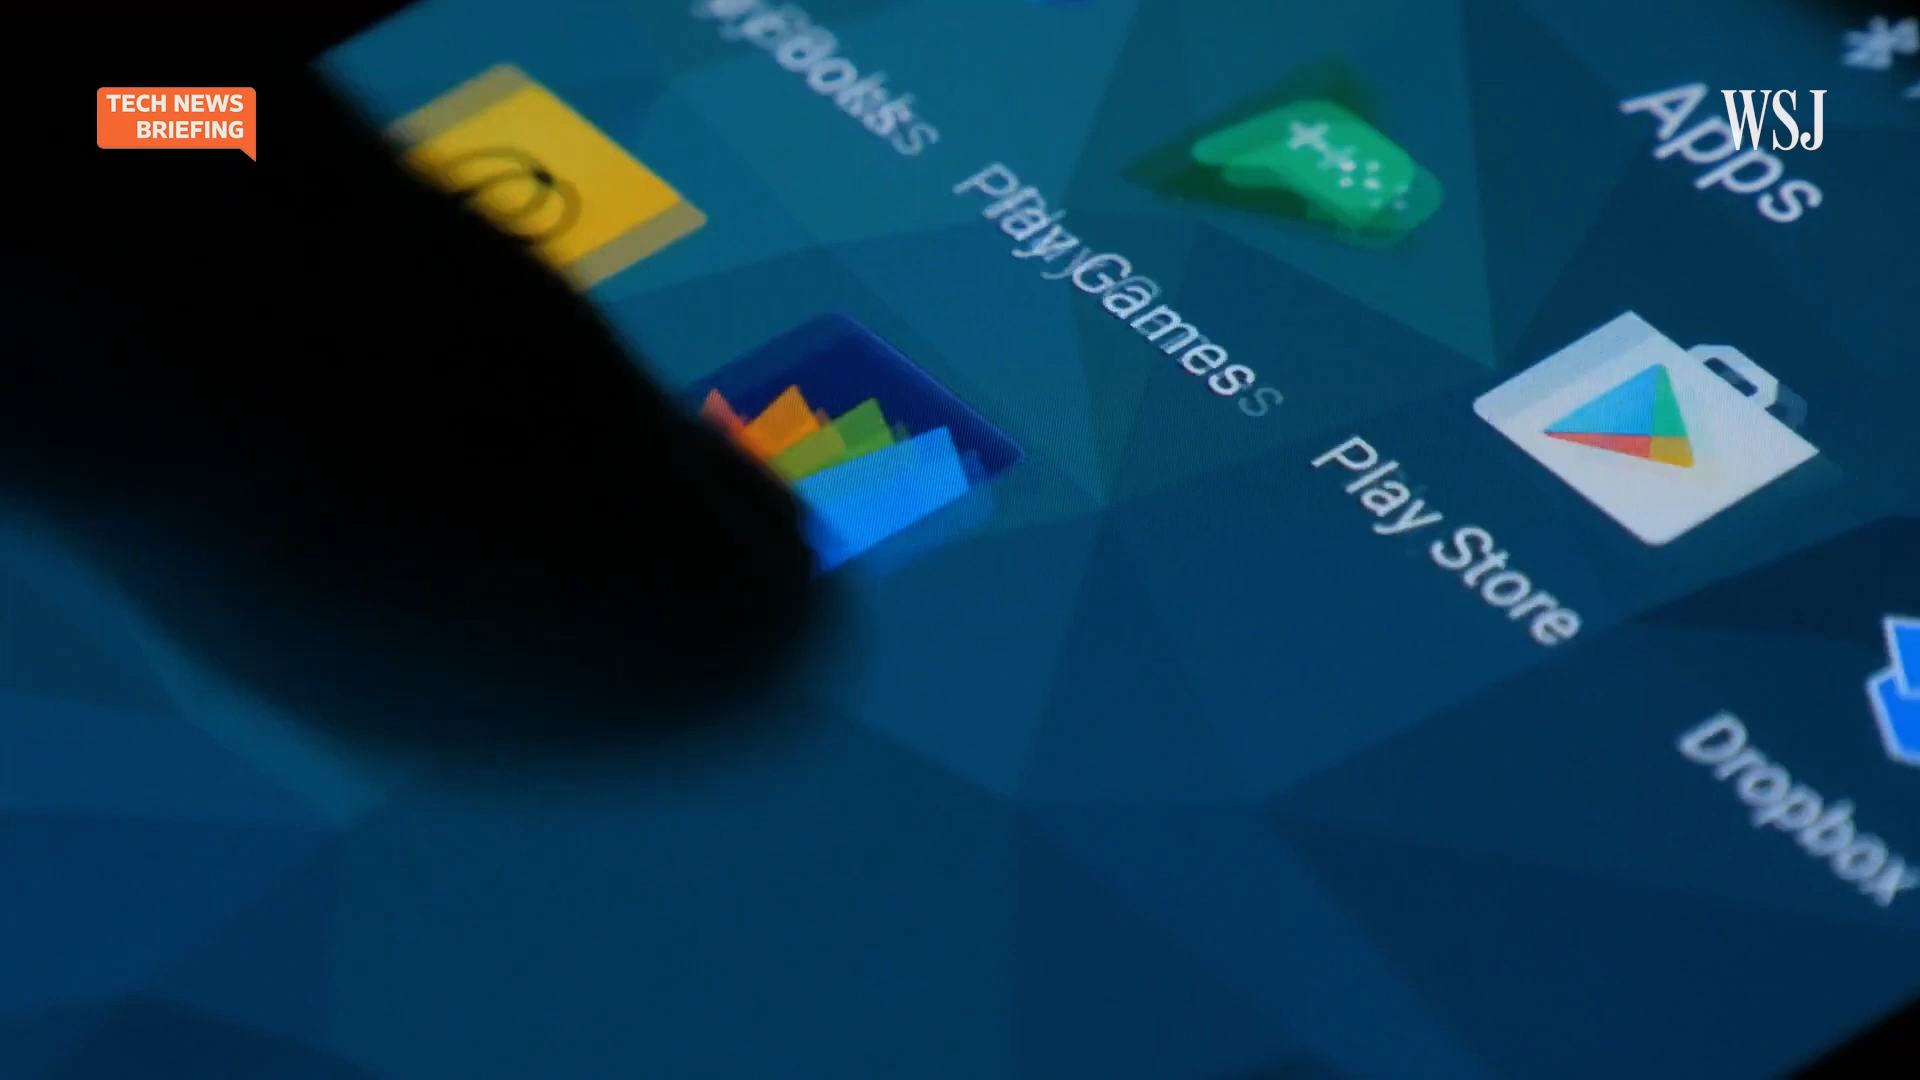 TECH NEWS
BRIEFING
WSJ
Apps
Play Games
Play Store
Dropbox